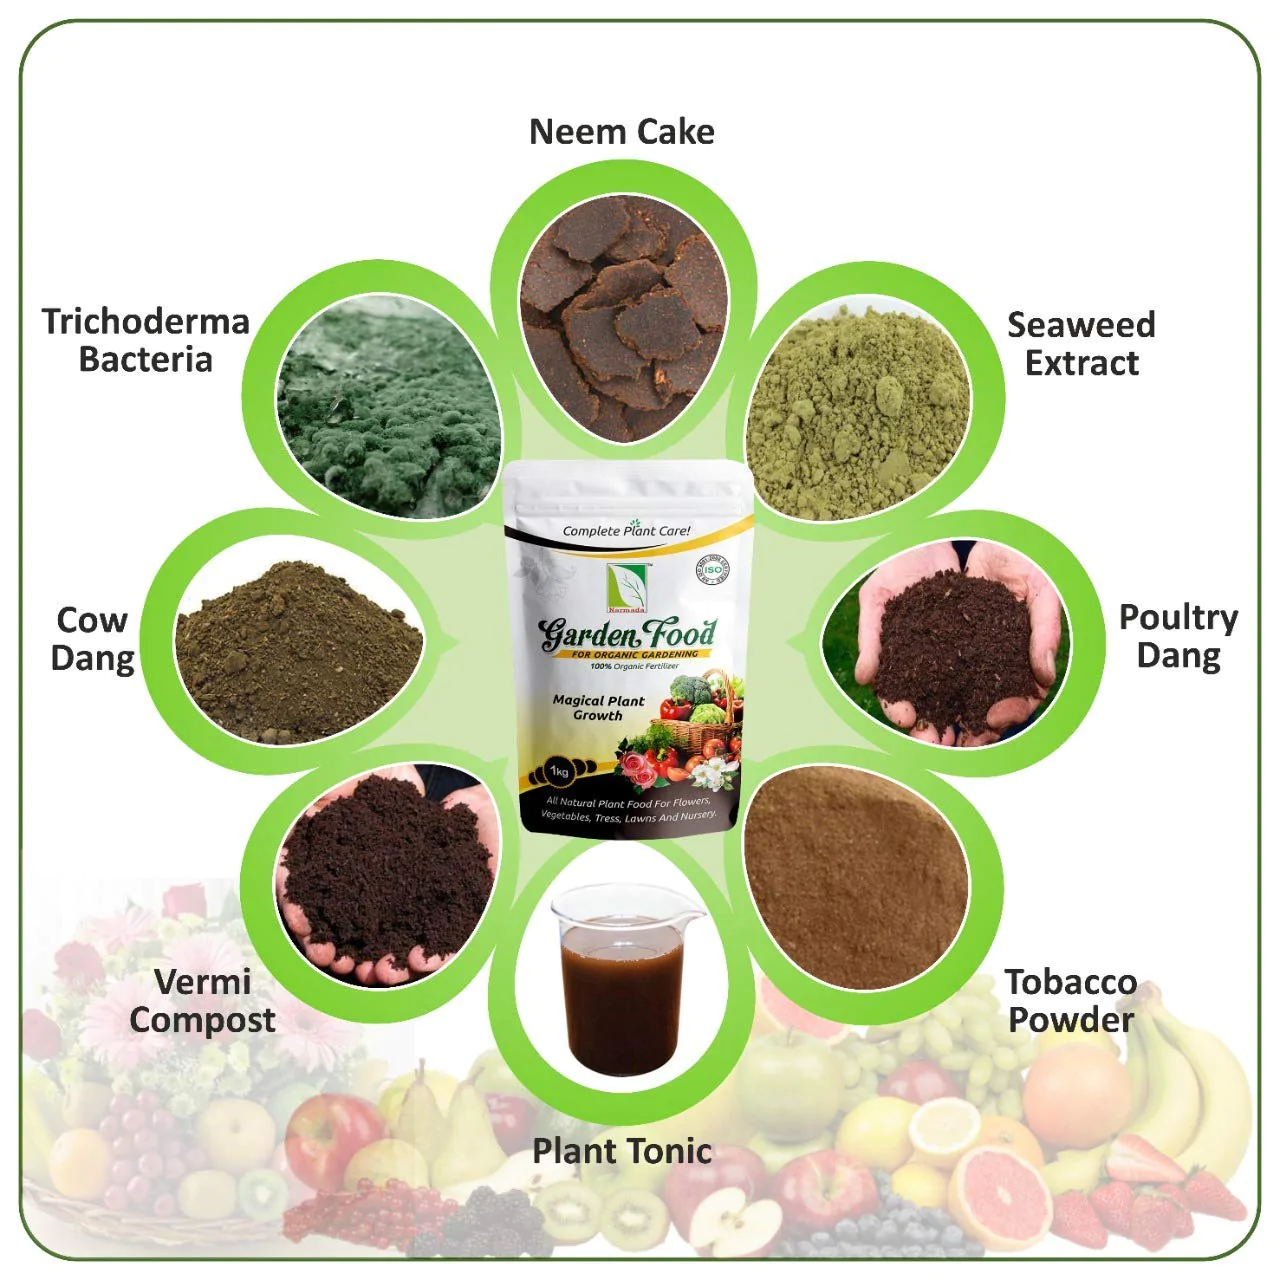 Neem Cake
Trichoderma
Bacteria
Seaweed
Extract
Complete Plant Care!
ISO
Narmada
Garden Food
FOR ORGANIC GARDENING
100% Organic Fertilizer
Magical Plant
Growth
1kg
All Natural Plant Food For Flowers,
Vegetables, Tress, Lawns And Nursery.
Cow
Dang
Poultry
Dang
Vermi
Compost
Tobacco
Powder
Plant Tonic